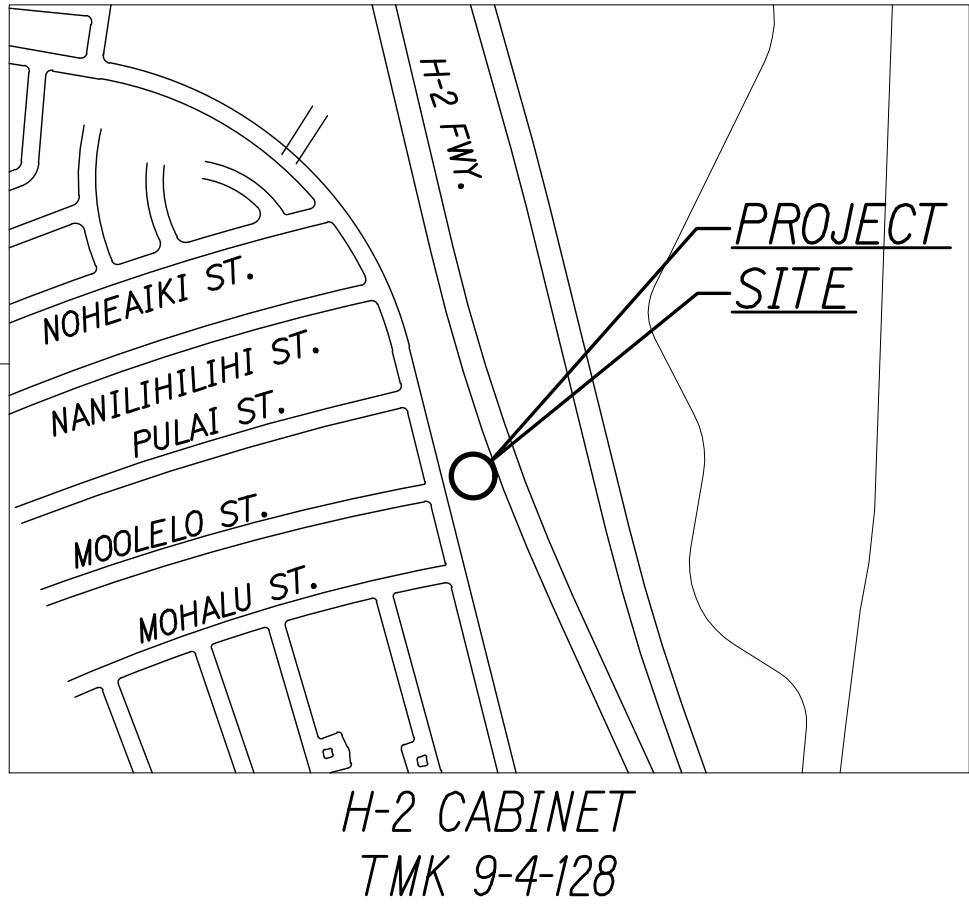 H-2 FWY.
PROJECT
SITE
NOHEAIKI ST.
NANILIHILIHI ST.
PULAI ST.
MOOLELO ST.
MOHALU ST.
H-2 CABINET
TMK 9-4-128